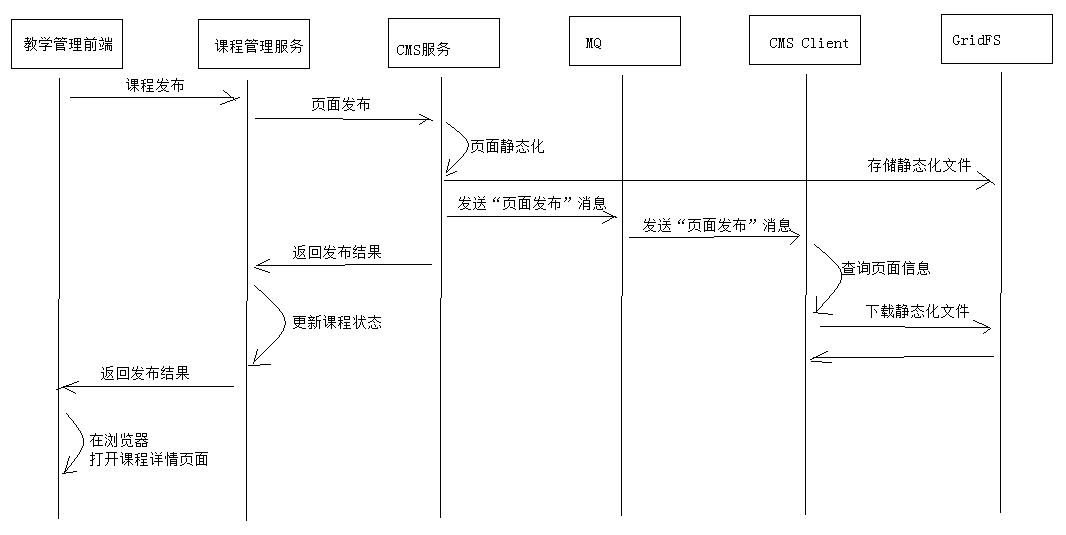 教学管理前端
课程管理服务
CMS服务
MQ
CMS Client
GridFS
课程发布
页面发布
页面静态化
存储静态化文件
发送“页面发布”消息
发送“页面发布”消息
返回发布结果
查询页面信息
下载静态化文件
更新课程状态
返回发布结果
在浏览器
打开课程详情页面